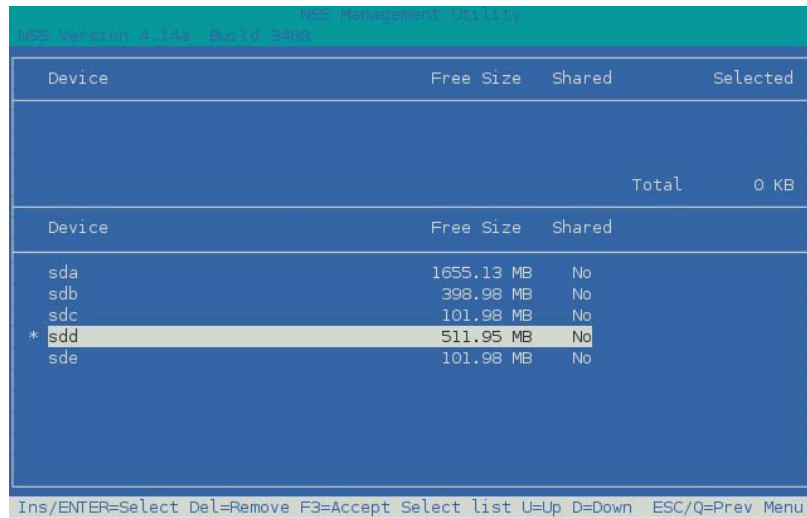 NSS Management Utility
NSS Version 4.14a Build 3488
Device Free Size Shared Selected
Total 0 KB
Device Free Size Shared
sda 1655.13 MB No
sdb 398.98 MB No
sdc 101.98 MB No
* sdd 511.95 MB No
sde 101.98 MB No
Ins/ENTER=Select Del=Remove F3=Accept Select list U=Up D=Down ESC/Q=Prev Menu